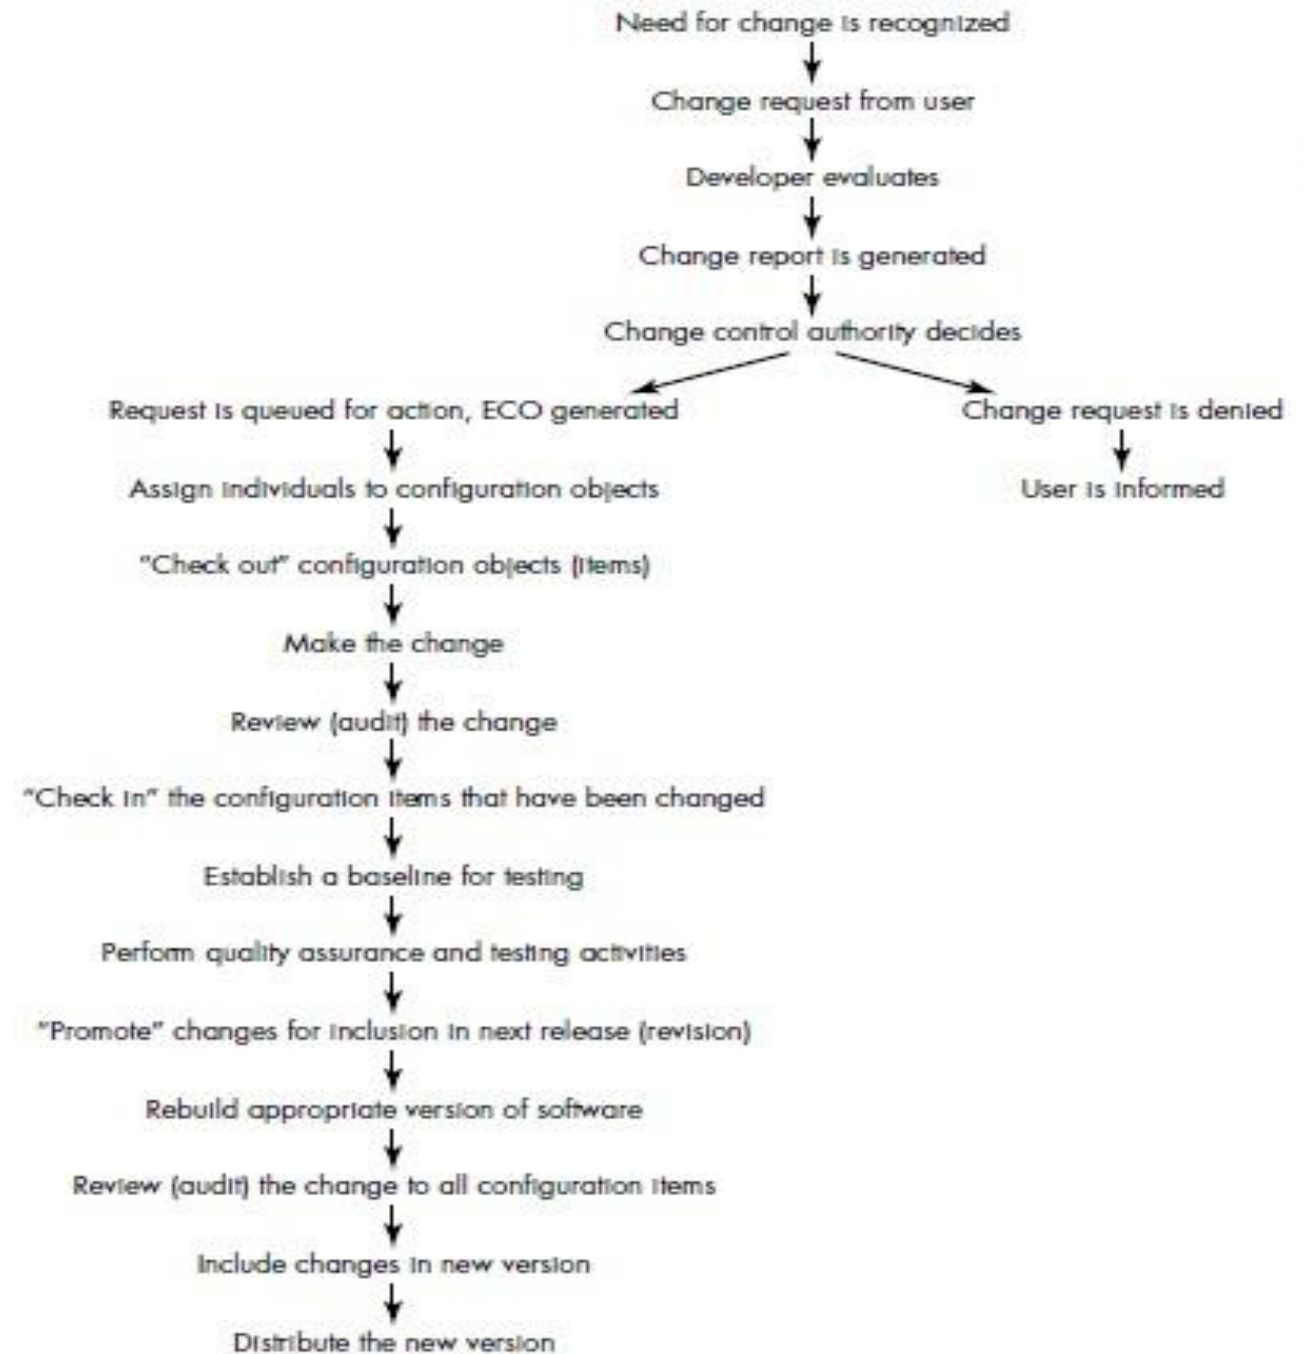 Need for change is recognized
Change request from user
Developer evaluates
Change report is generated
Change control authority decides
Request is queued for action, ECO generated
Change request is denied
Assign individuals to configuration objects
User is informed
“Check out” configuration objects (items)
Make the change
Review (audit) the change
“Check in” the configuration items that have been changed
Establish a baseline for testing
Perform quality assurance and testing activities
“Promote” changes for inclusion in next release (revision)
Rebuild appropriate version of software
Review (audit) the change to all configuration items
Include changes in new version
Distribute the new version